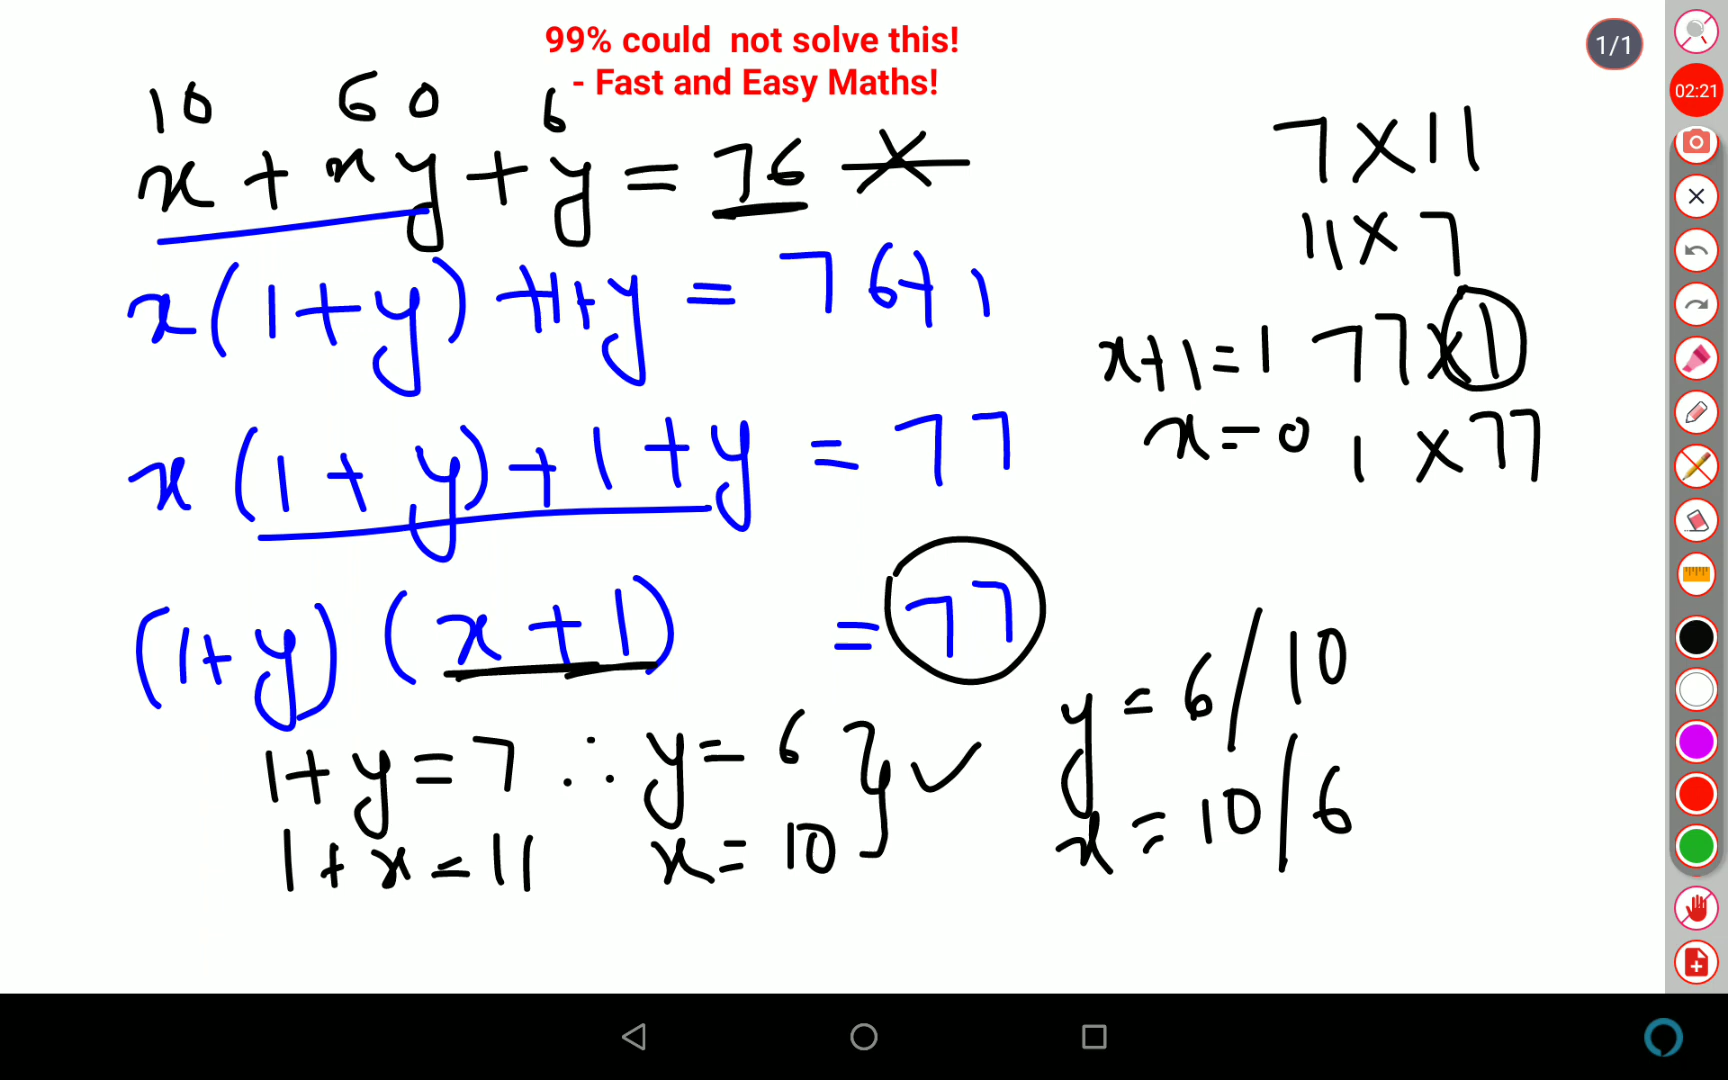 99% could not solve this!
- Fast and Easy Maths!
1/1
02:21
10 60 6
x + xy + y = 76
x(1+y) +1+y = 76+1
x(1+y)+1+y = 77
(1+y)(x+1) = 77
1+y=7 ∴ y=6 } ✓
1+x=11 x=10
7×11
11×7
x+1=1 77×1
x=0 1×77
y=6/10
x=10/6